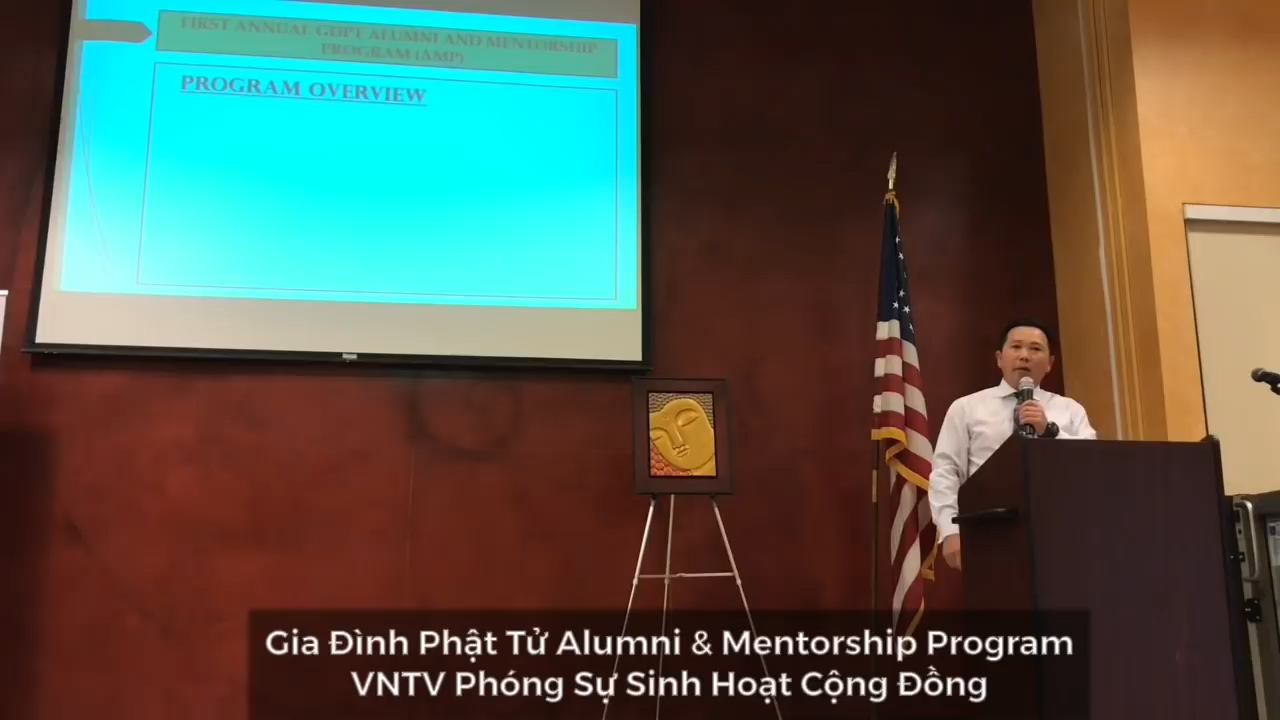 FIRST ANNUAL GDPT ALUMNI AND MENTORSHIP
PROGRAM (AMP)
PROGRAM OVERVIEW
Gia Đình Phật Tử Alumni & Mentorship Program
VNTV Phóng Sự Sinh Hoạt Cộng Đồng